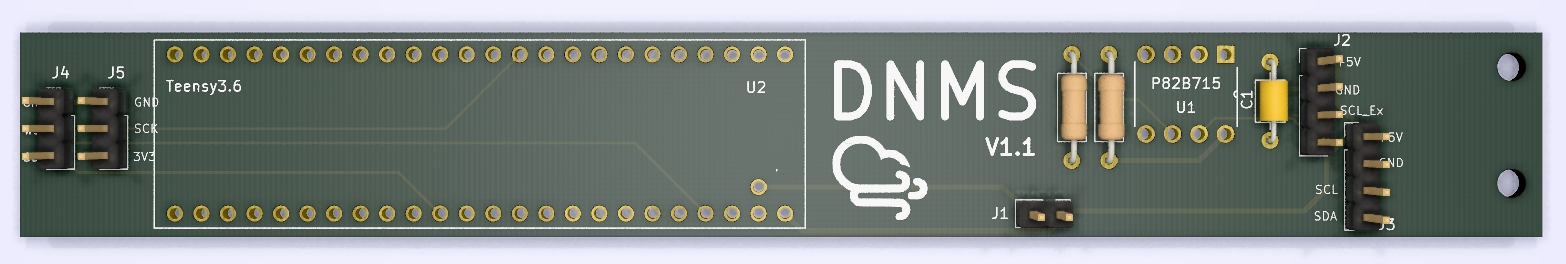 J4
J5
GND
SCK
3V3
Teensy3.6
U2
DNMS
V1.1
J1
P82B715
U1
C1
J2
+5V
GND
SCL_Ex
+5V
GND
SCL
SDA
J3